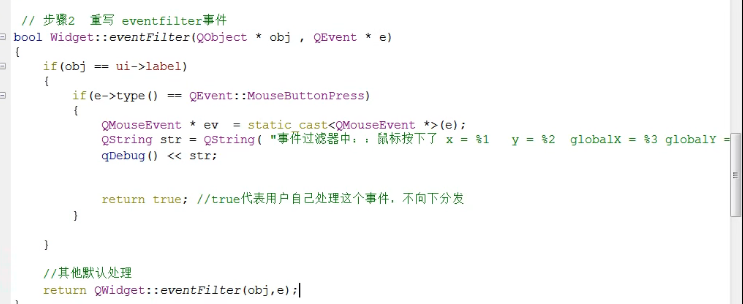 // 步骤2  重写 eventfilter事件
bool Widget::eventFilter(QObject * obj , QEvent * e)
{
    if(obj == ui->label)
    {
        if(e->type() == QEvent::MouseButtonPress)
        {
            QMouseEvent * ev  = static_cast<QMouseEvent *>(e);
            QString str = QString( "事件过滤器中：：鼠标按下了 x = %1   y = %2  globalX = %3 globalY =
            qDebug() << str;
            return true; //true代表用户自己处理这个事件，不向下分发
        }
    }
    //其他默认处理
    return QWidget::eventFilter(obj,e);